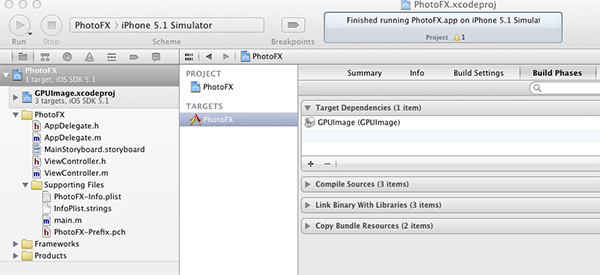 PhotoFX.xcodeproj
PhotoFX iPhone 5.1 Simulator
Finished running PhotoFX.app on iPhone 5.1 Simulat
Project 1
Run Stop Scheme Breakpoints
PhotoFX
PhotoFX
1 target, iOS SDK 5.1
GPUImage.xcodeproj
3 targets, iOS SDK 5.1
PhotoFX
h AppDelegate.h
m AppDelegate.m
MainStoryboard.storyboard
h ViewController.h
m ViewController.m
Supporting Files
PhotoFX-Info.plist
InfoPlist.strings
m main.m
h PhotoFX-Prefix.pch
Frameworks
Products
PROJECT
PhotoFX
TARGETS
PhotoFX
Summary Info Build Settings Build Phases
Target Dependencies (1 item)
GPUImage (GPUImage)
+ −
Compile Sources (3 items)
Link Binary With Libraries (3 items)
Copy Bundle Resources (2 items)